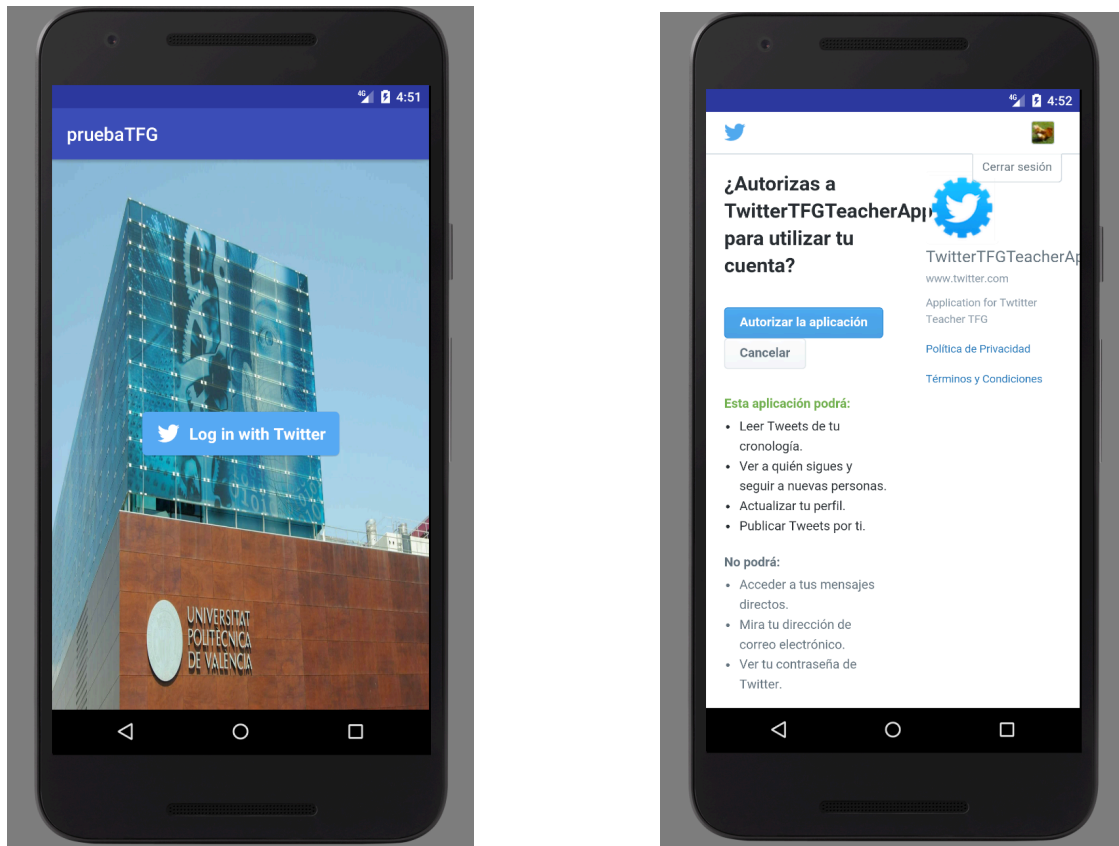 4G 4:51
pruebaTFG
Log in with Twitter
UNIVERSITAT
POLITÈCNICA
DE VALÈNCIA
4G 4:52
Cerrar sesión
¿Autorizas a
TwitterTFGTeacherApp
para utilizar tu
cuenta?
Autorizar la aplicación
Cancelar
TwitterTFGTeacherAp
www.twitter.com
Application for Twtitter
Teacher TFG
Política de Privacidad
Términos y Condiciones
Esta aplicación podrá:
• Leer Tweets de tu
cronología.
• Ver a quién sigues y
seguir a nuevas personas.
• Actualizar tu perfil.
• Publicar Tweets por ti.
No podrá:
• Acceder a tus mensajes
directos.
• Mira tu dirección de
correo electrónico.
• Ver tu contraseña de
Twitter.